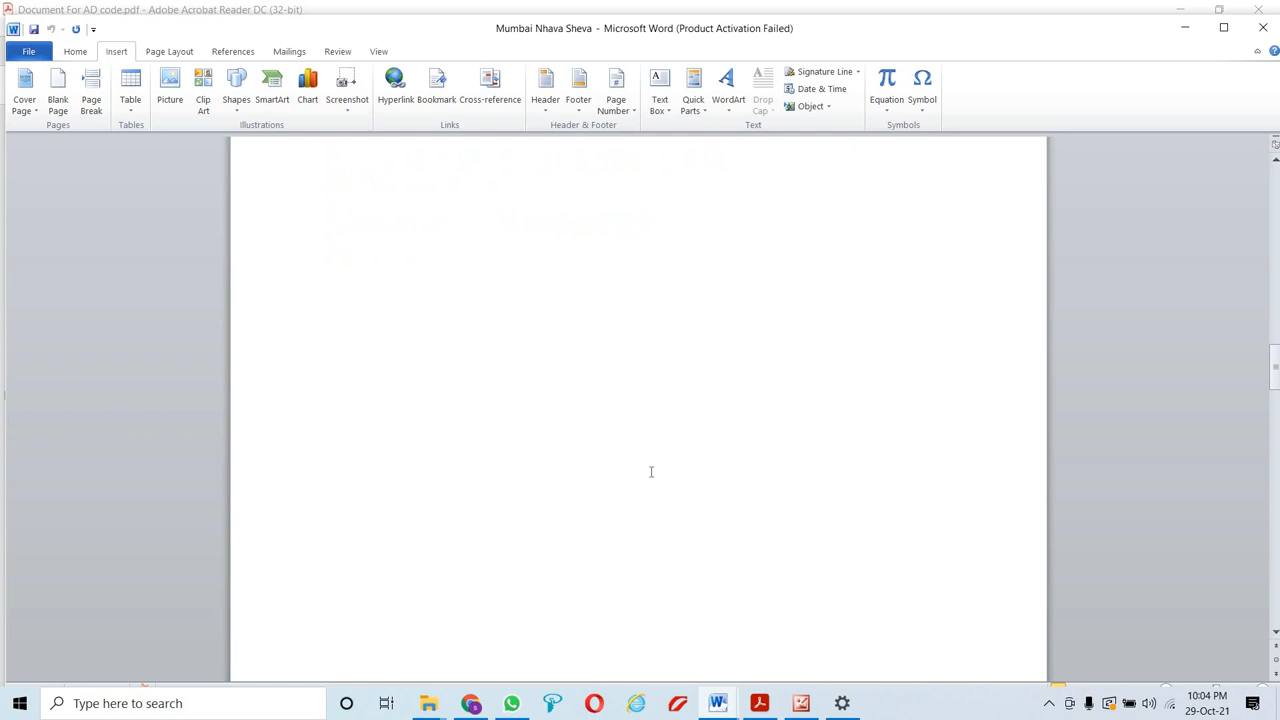 Document For AD code.pdf - Adobe Acrobat Reader DC (32-bit)
Mumbai Nhava Sheva - Microsoft Word (Product Activation Failed)
File Home Insert Page Layout References Mailings Review View
Cover Page Blank Page Page Break Table Picture Clip Art Shapes SmartArt Chart Screenshot Hyperlink Bookmark Cross-reference Header Footer Page Number Text Box Quick Parts WordArt Drop Cap Signature Line Date & Time Object Equation Symbol
Pages Tables Illustrations Links Header & Footer Text Symbols
Type here to search
10:04 PM
29-Oct-21